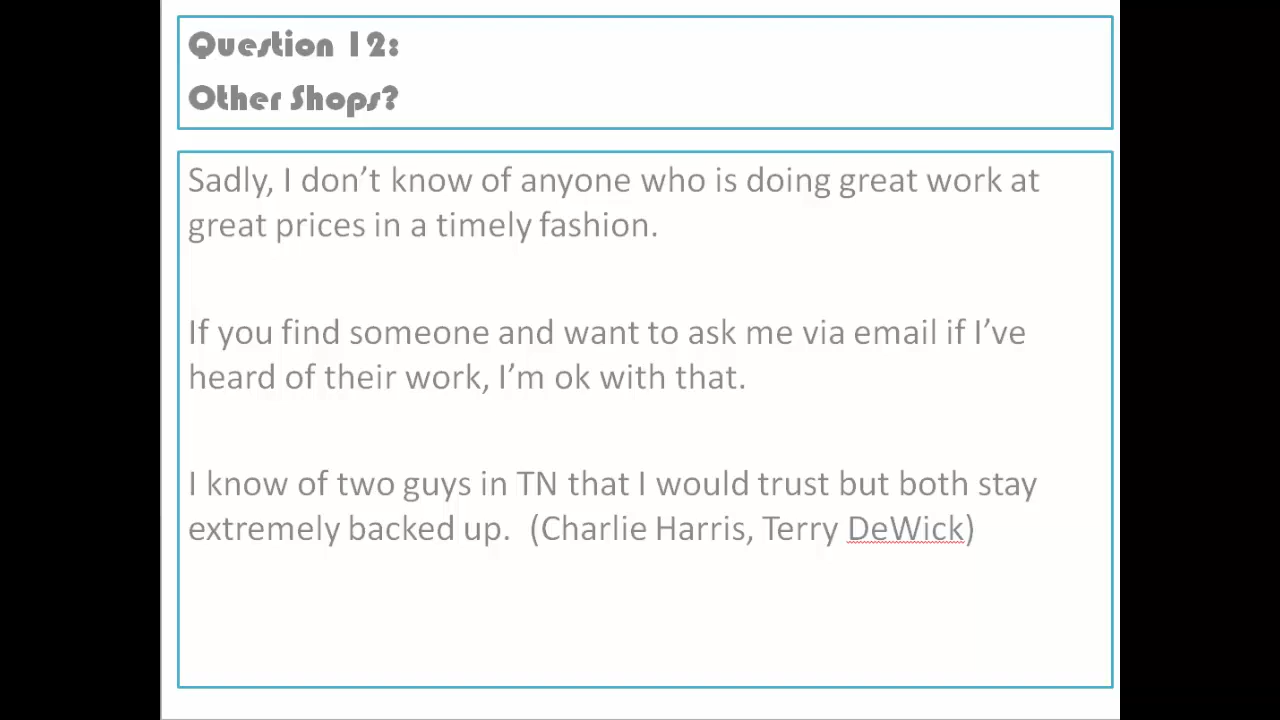 Question 12:
Other Shops?
Sadly, I don’t know of anyone who is doing great work at
great prices in a timely fashion.
If you find someone and want to ask me via email if I’ve
heard of their work, I’m ok with that.
I know of two guys in TN that I would trust but both stay
extremely backed up.  (Charlie Harris, Terry DeWick)